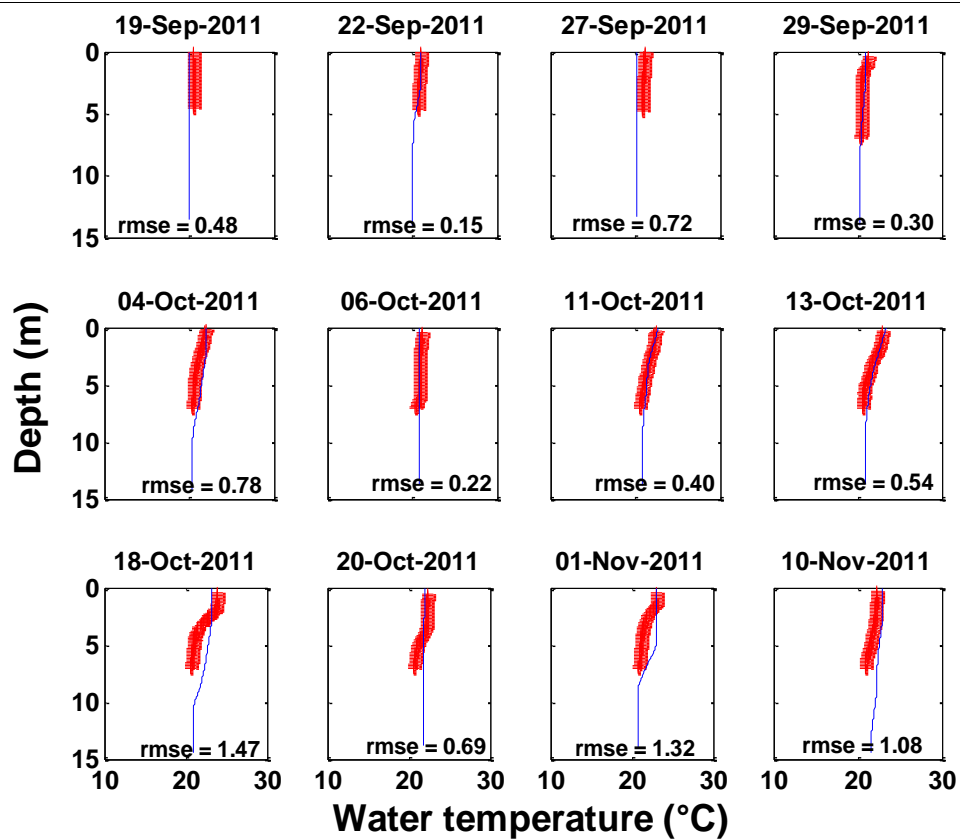 19-Sep-2011 22-Sep-2011 27-Sep-2011 29-Sep-2011
0
5
10
15
rmse = 0.48 rmse = 0.15 rmse = 0.72 rmse = 0.30
04-Oct-2011 06-Oct-2011 11-Oct-2011 13-Oct-2011
0
5
10
15
rmse = 0.78 rmse = 0.22 rmse = 0.40 rmse = 0.54
Depth (m)
18-Oct-2011 20-Oct-2011 01-Nov-2011 10-Nov-2011
0
5
10
15
rmse = 1.47 rmse = 0.69 rmse = 1.32 rmse = 1.08
10 20 30 10 20 30 10 20 30 10 20 30
Water temperature (°C)